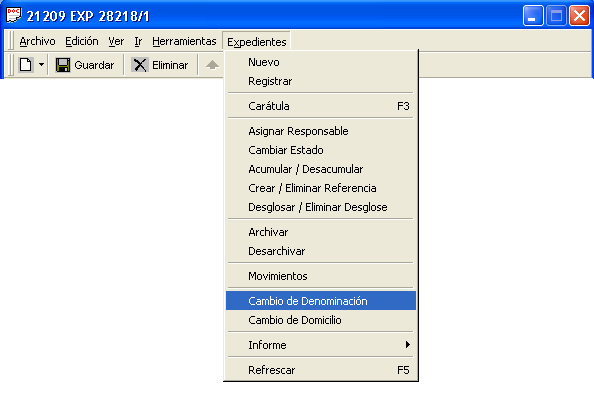 21209 EXP 28218/1
Archivo Edición Ver Ir Herramientas Expedientes
Guardar Eliminar
Nuevo
Registrar
Carátula F3
Asignar Responsable
Cambiar Estado
Acumular / Desacumular
Crear / Eliminar Referencia
Desglosar / Eliminar Desglose
Archivar
Desarchivar
Movimientos
Cambio de Denominación
Cambio de Domicilio
Informe
Refrescar F5